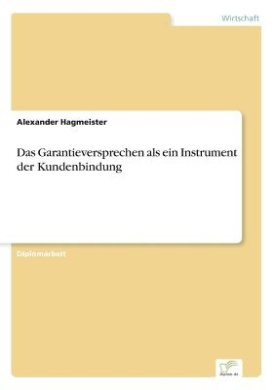 Wirtschaft
Alexander Hagmeister
Das Garantieversprechen als ein Instrument
der Kundenbindung
Diplomarbeit